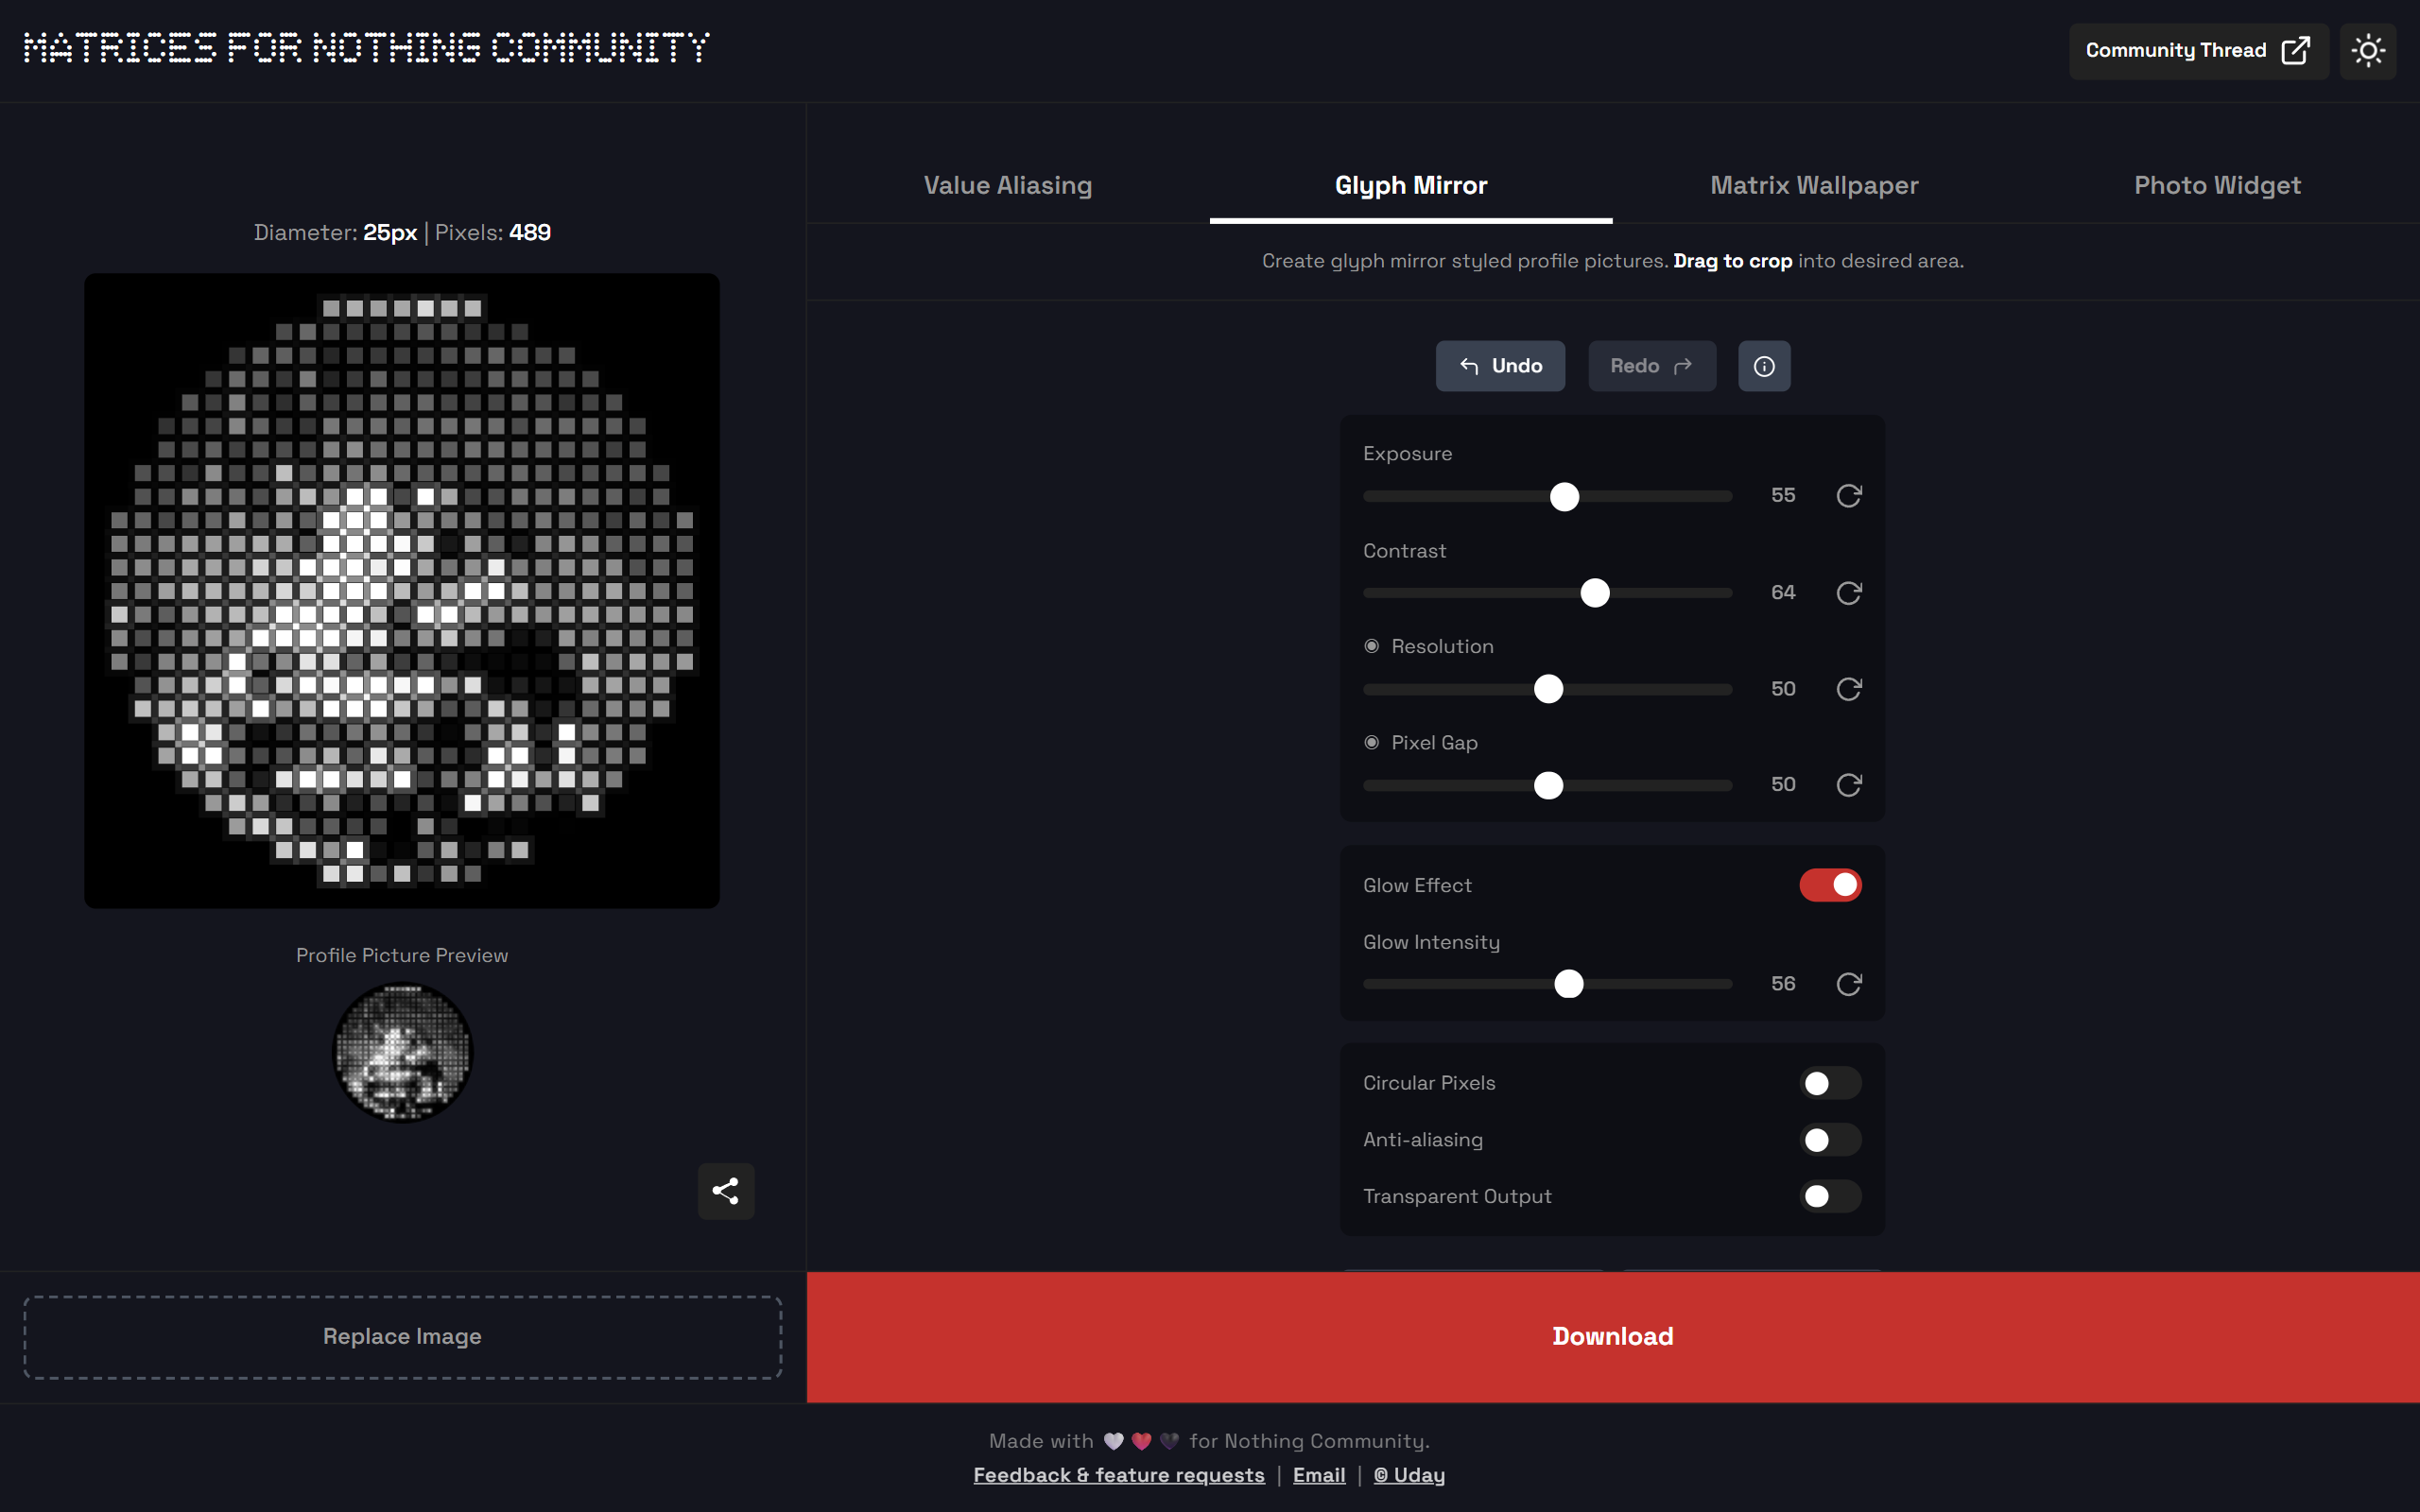 MATRICES FOR NOTHING COMMUNITY
Community Thread
Value Aliasing
Glyph Mirror
Matrix Wallpaper
Photo Widget
Diameter: 25px | Pixels: 489
Create glyph mirror styled profile pictures. Drag to crop into desired area.
Undo
Redo
Exposure
55
Contrast
64
Resolution
50
Pixel Gap
50
Glow Effect
Glow Intensity
56
Circular Pixels
Anti-aliasing
Transparent Output
Profile Picture Preview
Replace Image
Download
Made with 🤍 ❤️ 🖤 for Nothing Community.
Feedback & feature requests | Email | © Uday